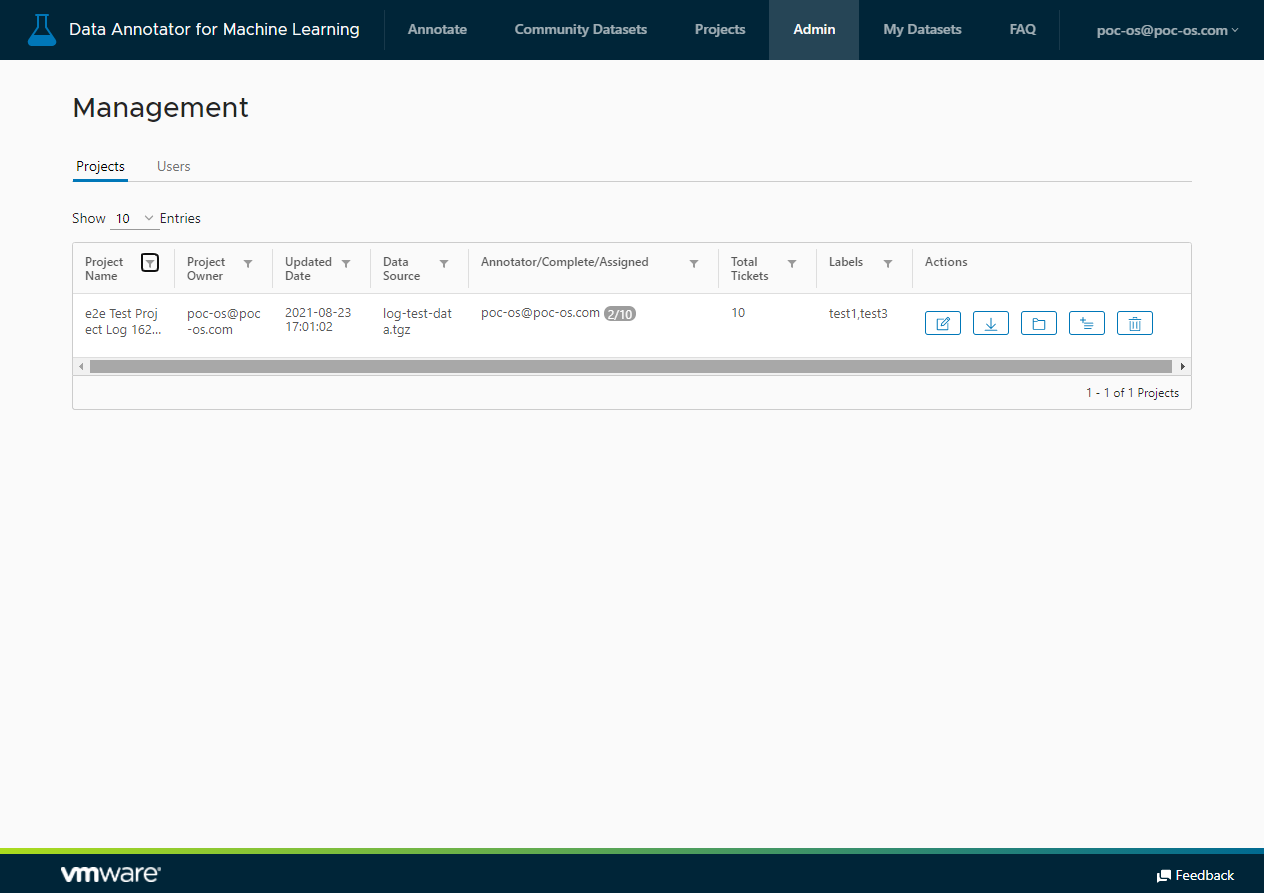 Data Annotator for Machine Learning Annotate Community Datasets Projects Admin My Datasets FAQ poc-os@poc-os.com
Management
Projects Users
Show 10 Entries
Project Name Project Owner Updated Date Data Source Annotator/Complete/Assigned Total Tickets Labels Actions
e2e Test Proj poc-os@poc 2021-08-23 log-test-dat poc-os@poc-os.com 2/10 10 test1,test3
ect Log 162... -os.com 17:01:02 a.tgz
1 - 1 of 1 Projects
vmware Feedback